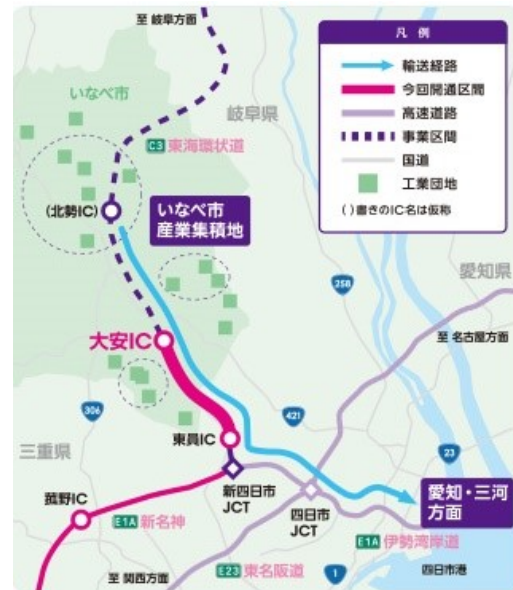 至 岐阜方面
凡 例
輸送経路
今回開通区間
高速道路
事業区間
国道
工業団地
( )書きのIC名は仮称
いなべ市
岐阜県
C3 東海環状道
(北勢IC)
いなべ市
産業集積地
愛知県
258
至 名古屋方面
大安IC
306
421
三重県
東員IC
23
菰野IC
新四日市
JCT
四日市
JCT
愛知・三河
方面
E1A 新名神
E1A 伊勢湾岸道
至 関西方面
E23 東名阪道
1
四日市港